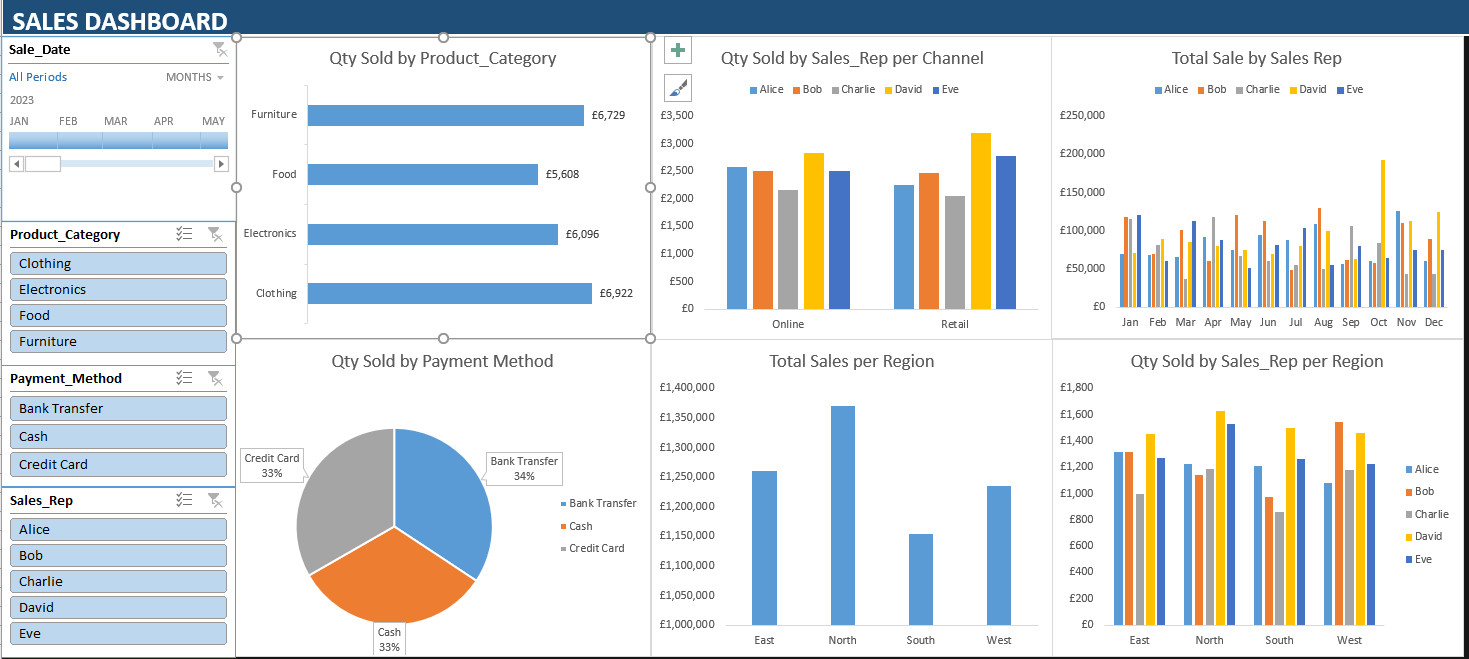 SALES DASHBOARD
Sale_Date
All Periods MONTHS
2023
JAN FEB MAR APR MAY
Product_Category
Clothing
Electronics
Food
Furniture
Payment_Method
Bank Transfer
Cash
Credit Card
Sales_Rep
Alice
Bob
Charlie
David
Eve
Qty Sold by Product_Category
Furniture £6,729
Food £5,608
Electronics £6,096
Clothing £6,922
Qty Sold by Sales_Rep per Channel
Alice Bob Charlie David Eve
£3,500
£3,000
£2,500
£2,000
£1,500
£1,000
£500
£0
Online Retail
Total Sale by Sales Rep
Alice Bob Charlie David Eve
£250,000
£200,000
£150,000
£100,000
£50,000
£0
Jan Feb Mar Apr May Jun Jul Aug Sep Oct Nov Dec
Qty Sold by Payment Method
Credit Card
33%
Bank Transfer
34%
Cash
33%
Bank Transfer
Cash
Credit Card
Total Sales per Region
£1,400,000
£1,350,000
£1,300,000
£1,250,000
£1,200,000
£1,150,000
£1,100,000
£1,050,000
£1,000,000
East North South West
Qty Sold by Sales_Rep per Region
£1,800
£1,600
£1,400
£1,200
£1,000
£800
£600
£400
£200
£0
East North South West
Alice
Bob
Charlie
David
Eve